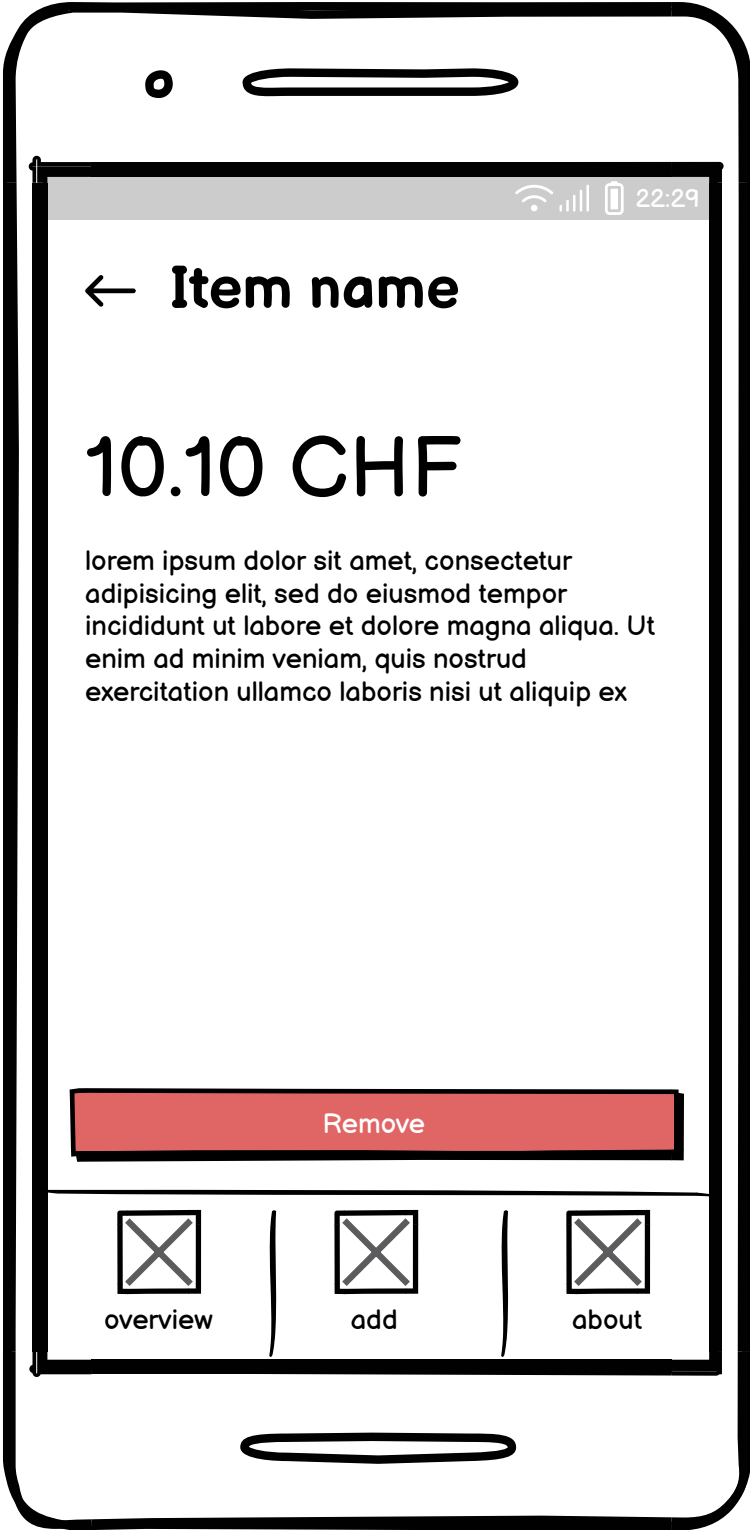 22:29
Item name
10.10 CHF
lorem ipsum dolor sit amet, consectetur
adipisicing elit, sed do eiusmod tempor
incididunt ut labore et dolore magna aliqua. Ut
enim ad minim veniam, quis nostrud
exercitation ullamco laboris nisi ut aliquip ex
Remove
overview add about